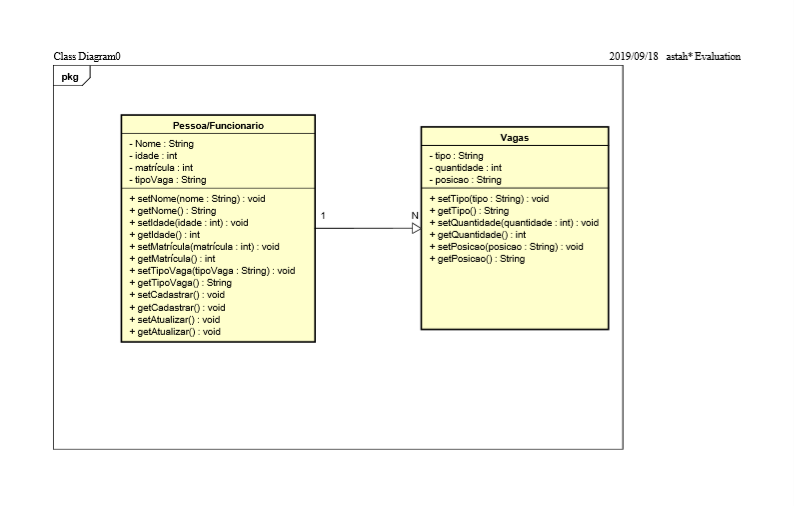 Class Diagram0
2019/09/18 astah* Evaluation
pkg
Pessoa/Funcionario
- Nome : String
- idade : int
- matrícula : int
- tipoVaga : String
+ setNome(nome : String) : void
+ getNome() : String
+ setIdade(idade : int) : void
+ getIdade() : int
+ setMatrícula(matrícula : int) : void
+ getMatrícula() : int
+ setTipoVaga(tipoVaga : String) : void
+ getTipoVaga() : String
+ setCadastrar() : void
+ getCadastrar() : void
+ setAtualizar() : void
+ getAtualizar() : void
1
N
Vagas
- tipo : String
- quantidade : int
- posicao : String
+ setTipo(tipo : String) : void
+ getTipo() : String
+ setQuantidade(quantidade : int) : void
+ getQuantidade() : int
+ setPosicao(posicao : String) : void
+ getPosicao() : String